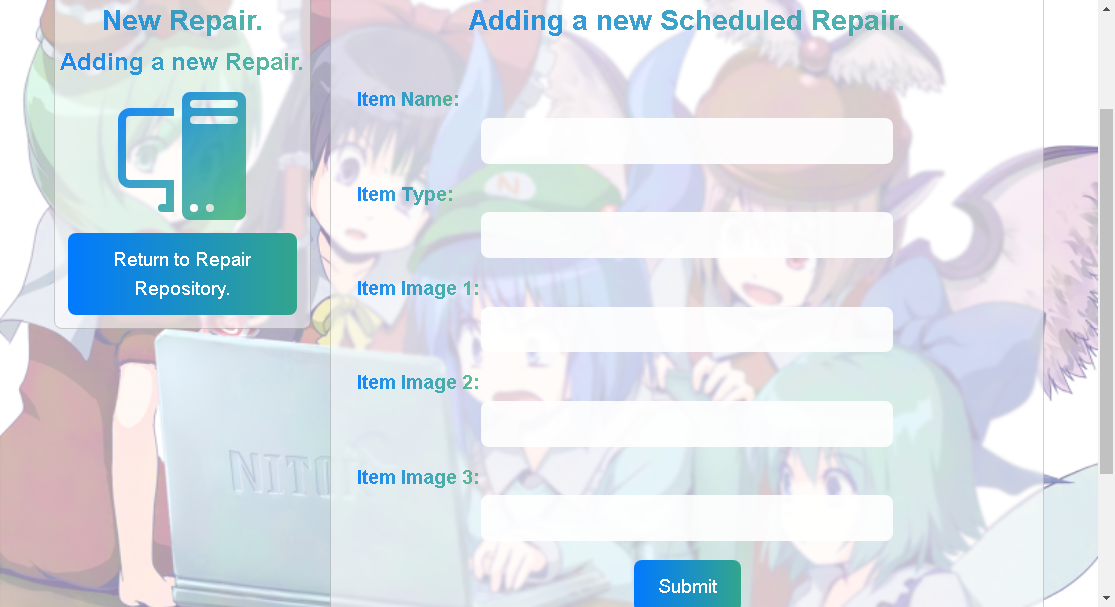 New Repair.
Adding a new Repair.
Return to Repair
Repository.
Adding a new Scheduled Repair.
Item Name:
Item Type:
Item Image 1:
Item Image 2:
Item Image 3:
Submit
N